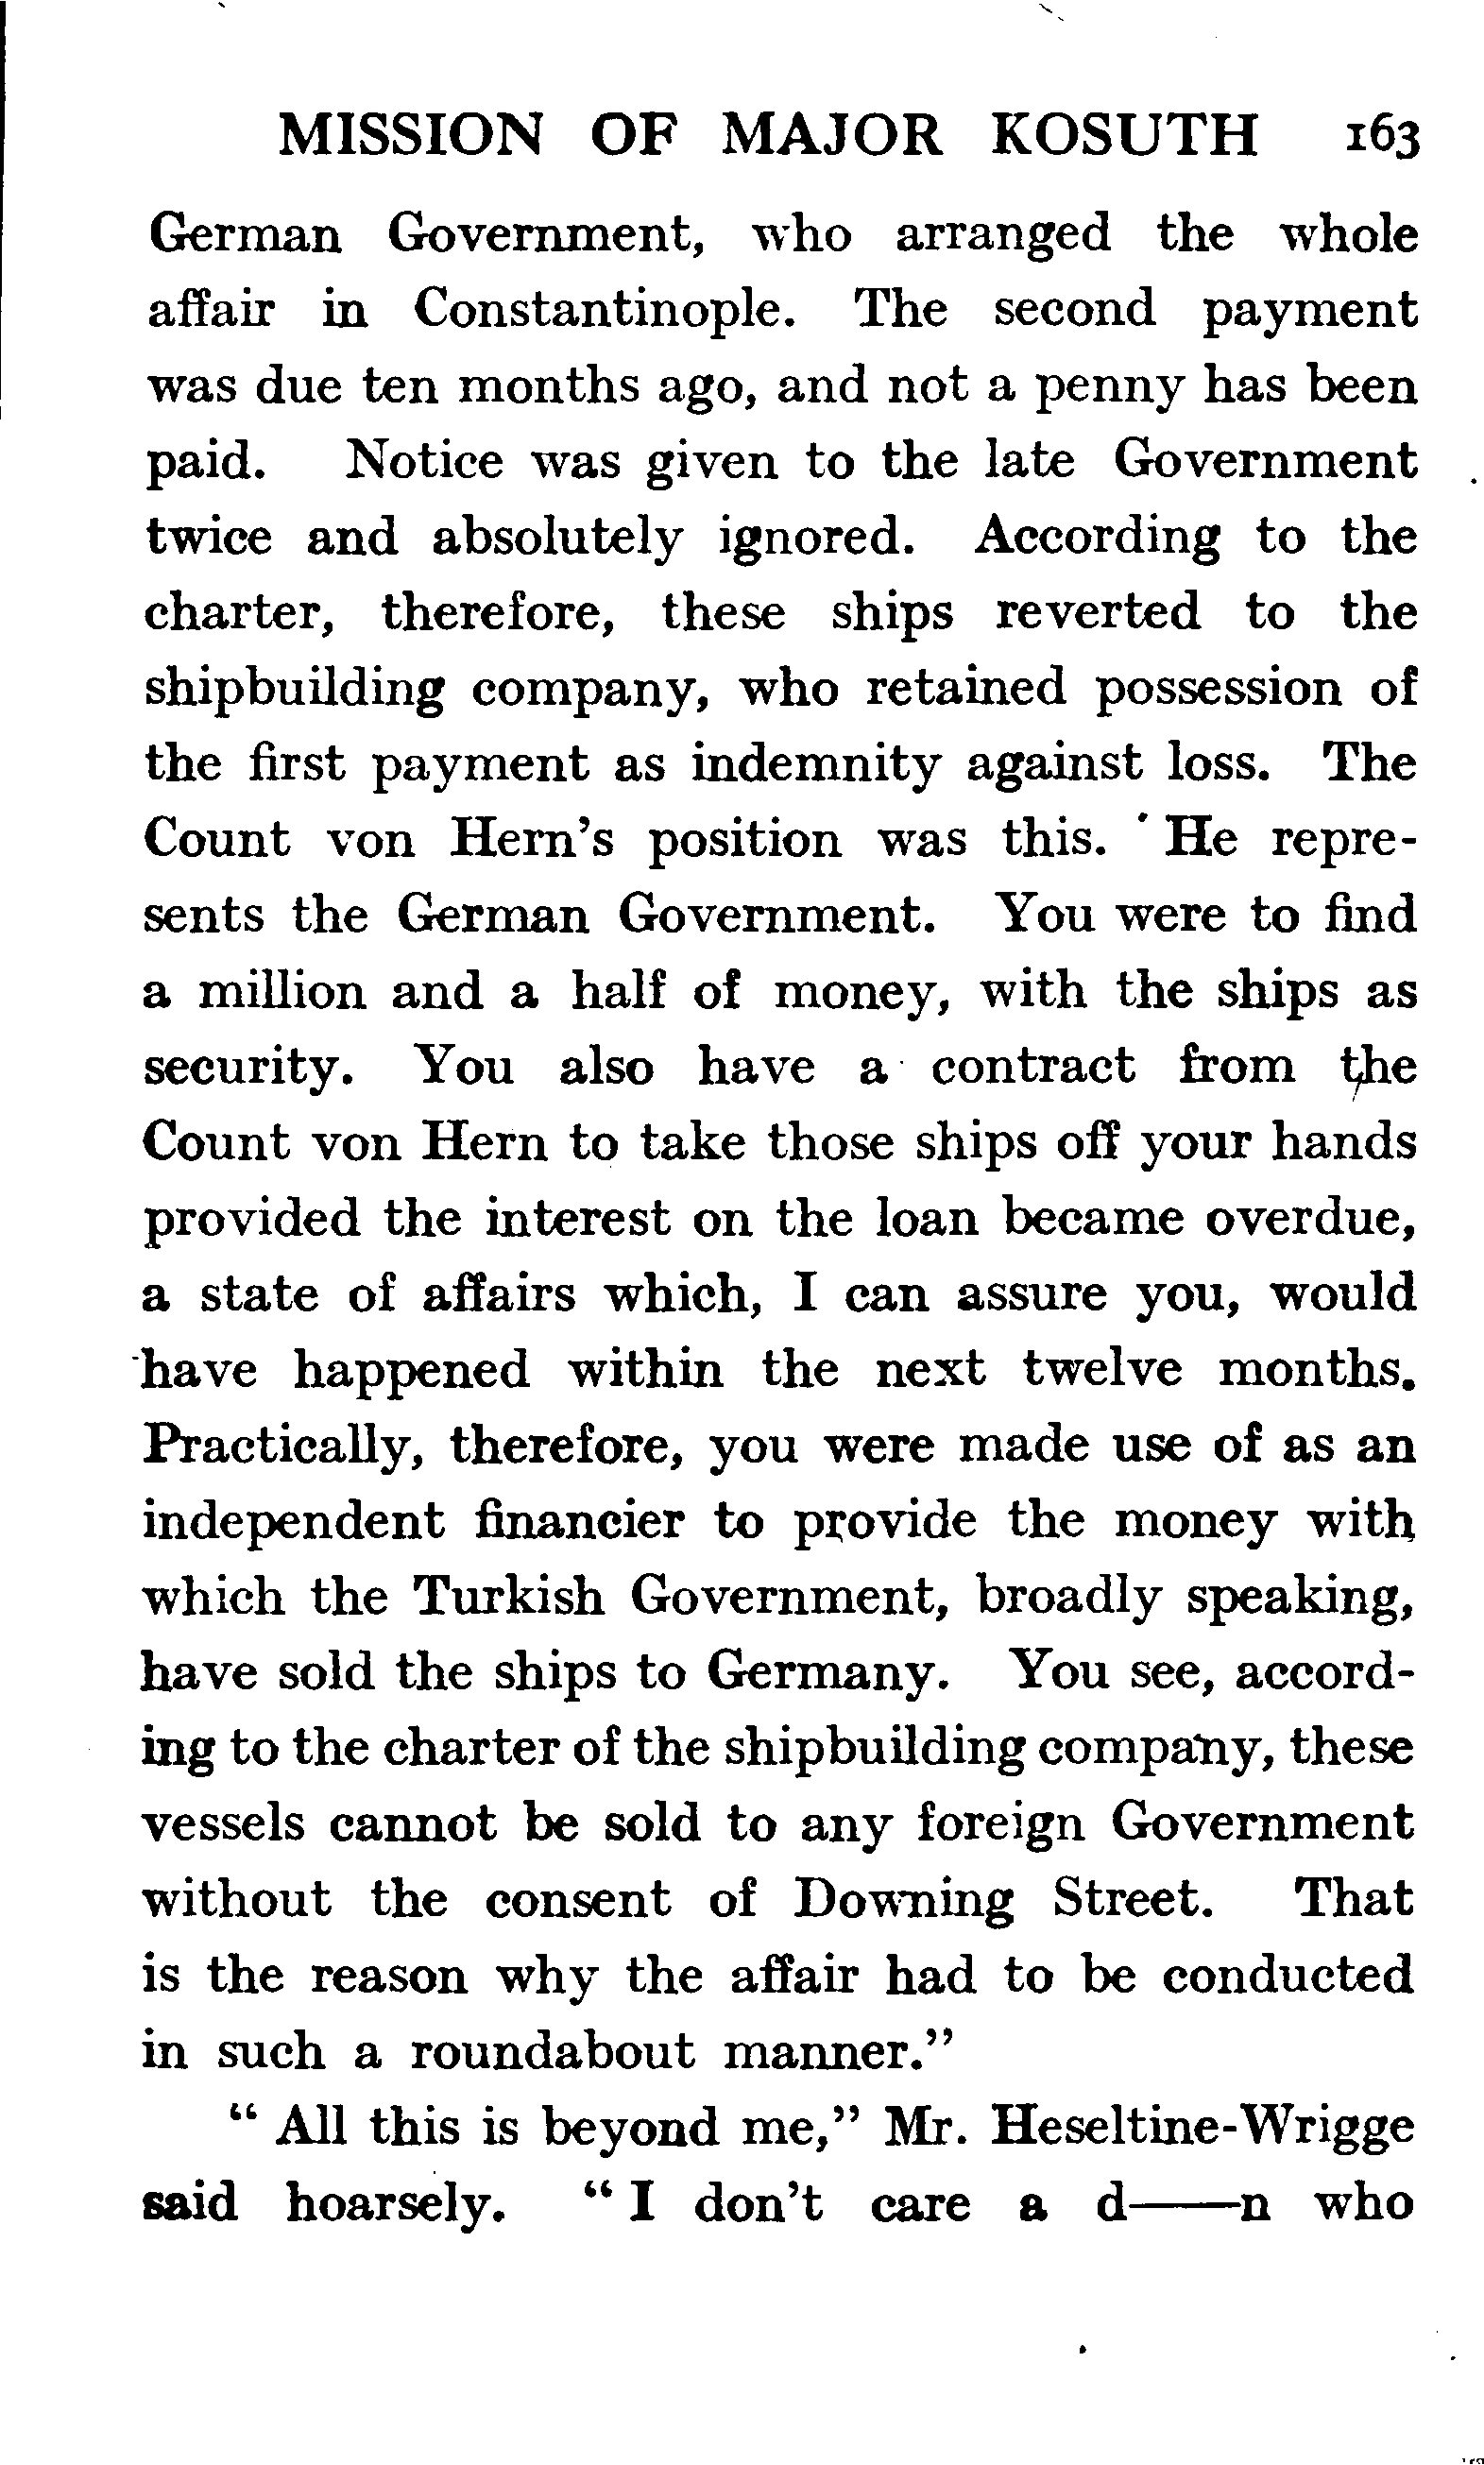 MISSION OF MAJOR KOSUTH 163
German Government, who arranged the whole
affair in Constantinople. The second payment
was due ten months ago, and not a penny has been
paid. Notice was given to the late Government
twice and absolutely ignored. According to the
charter, therefore, these ships reverted to the
shipbuilding company, who retained possession of
the first payment as indemnity against loss. The
Count von Hern's position was this. He repre-
sents the German Government. You were to find
a million and a half of money, with the ships as
security. You also have a contract from the
Count von Hern to take those ships off your hands
provided the interest on the loan became overdue,
a state of affairs which, I can assure you, would
have happened within the next twelve months.
Practically, therefore, you were made use of as an
independent financier to provide the money with
which the Turkish Government, broadly speaking,
have sold the ships to Germany. You see, accord-
ing to the charter of the shipbuilding company, these
vessels cannot be sold to any foreign Government
without the consent of Downing Street. That
is the reason why the affair had to be conducted
in such a roundabout manner."
" All this is beyond me," Mr. Heseltine-Wrigge
said hoarsely. " I don't care a d——n who